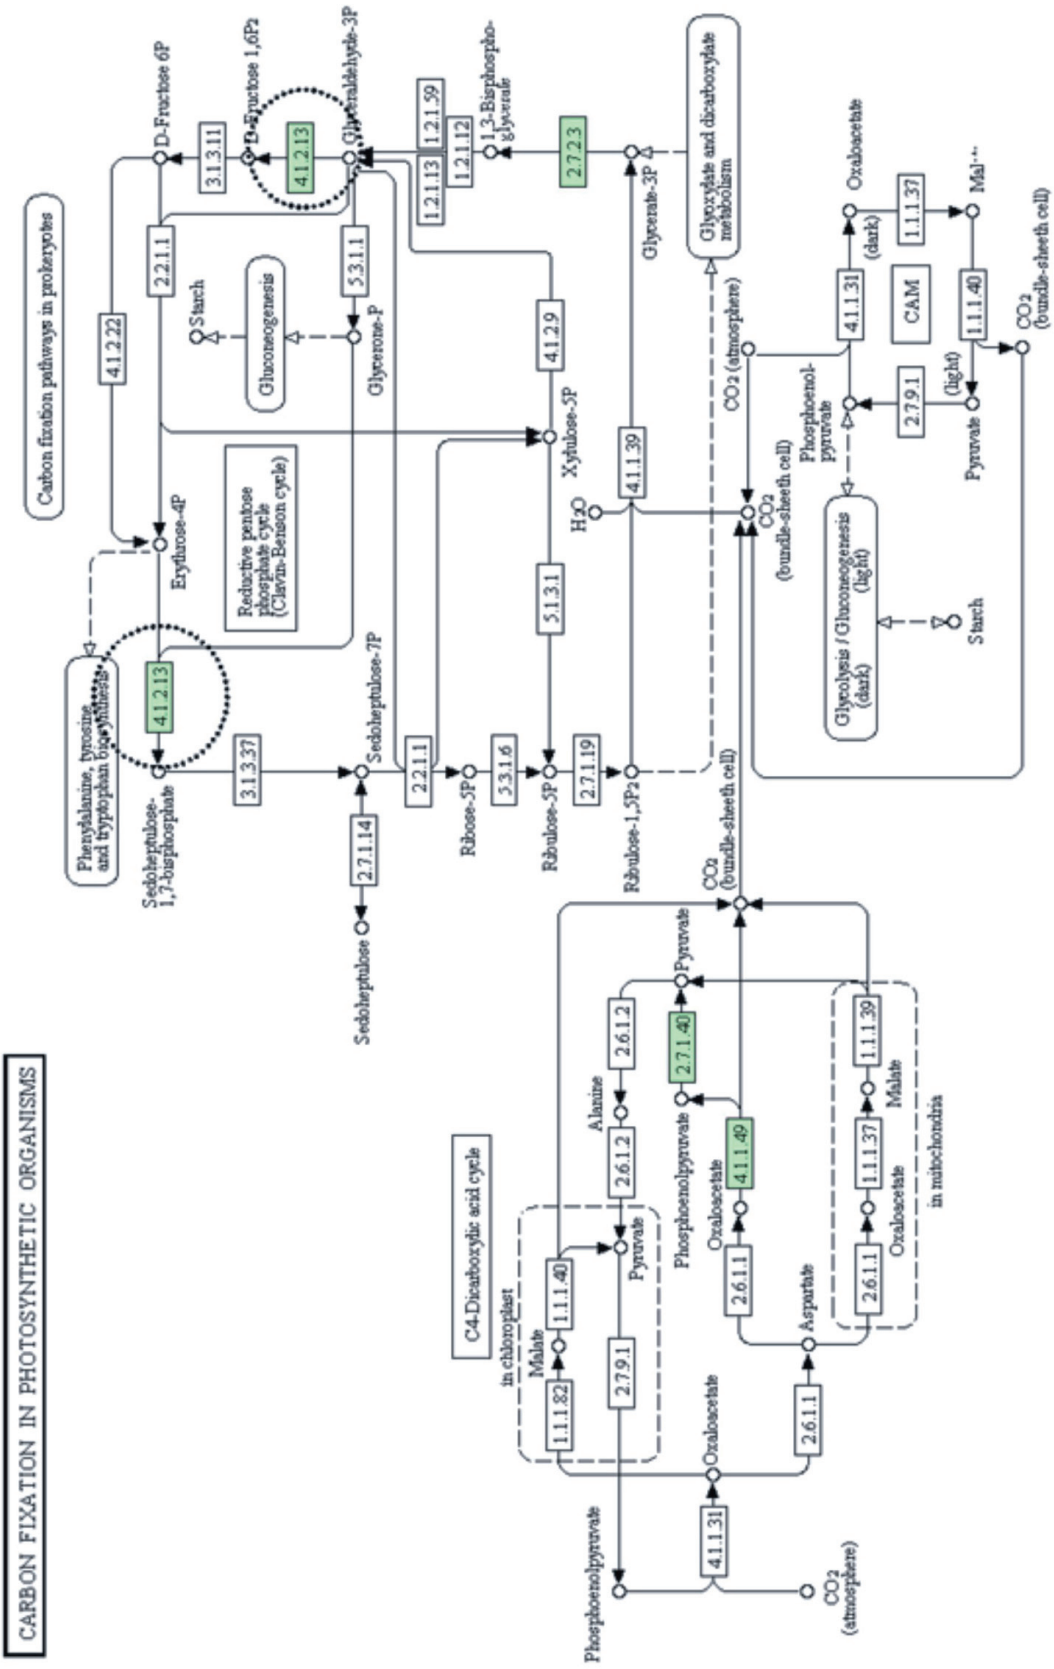 CARBON FIXATION IN PHOTOSYNTHETIC ORGANISMS
Phenylalanine, tyrosine
and tryptophan biosynthesis
Carbon fixation pathways in prokaryotes
4.1.2.22
Sedoheptulose-
1,7-bisphosphate
4.1.2.13
Erythrose-4P
2.2.1.1
D-Fructose 6P
3.1.3.37
Starch
3.1.3.11
D-Fructose 1,6P2
Reductive pentose
phosphate cycle
(Clavin-Benson cycle)
Gluconeogenesis
4.1.2.13
Sedoheptulose
2.7.1.14
Sedoheptulose-7P
Glycerone-P
5.3.1.1
Glyceraldehyde-3P
2.2.1.1
1.2.1.13
1.2.1.59
1.2.1.12
Ribose-5P
1,3-Bisphospho-
glycerate
5.3.1.6
C4-Dicarboxylic acid cycle
Ribulose-5P
5.1.3.1
Xylulose-5P
4.1.2.9
2.7.2.3
2.7.1.19
H2O
in chloroplast
Malate
1.1.1.82
1.1.1.40
Ribulose-1,5P2
4.1.1.39
Glycerate-3P
Alanine
Phosphoenolpyruvate
2.7.9.1
Pyruvate
2.6.1.2
2.6.1.2
Phosphoenolpyruvate
2.7.1.40
Pyruvate
Glyoxylate and dicarboxylate
metabolism
4.1.1.31
Oxaloacetate
Oxaloacetate
CO2
(bundle-sheeth cell)
2.6.1.1
4.1.1.49
CO2
(bundle-sheeth cell)
CO2 (atmosphere)
CO2
(atmosphere)
2.6.1.1
Aspartate
Phosphoenol-
pyruvate
4.1.1.31
Oxaloacetate
(dark)
Glycolysis / Gluconeogenesis
(dark)
(light)
2.6.1.1
Oxaloacetate
1.1.1.37
Malate
1.1.1.39
2.7.9.1
CAM
1.1.1.37
in mitochondria
Starch
(light)
Pyruvate
1.1.1.40
CO2
(bundle-sheeth cell)